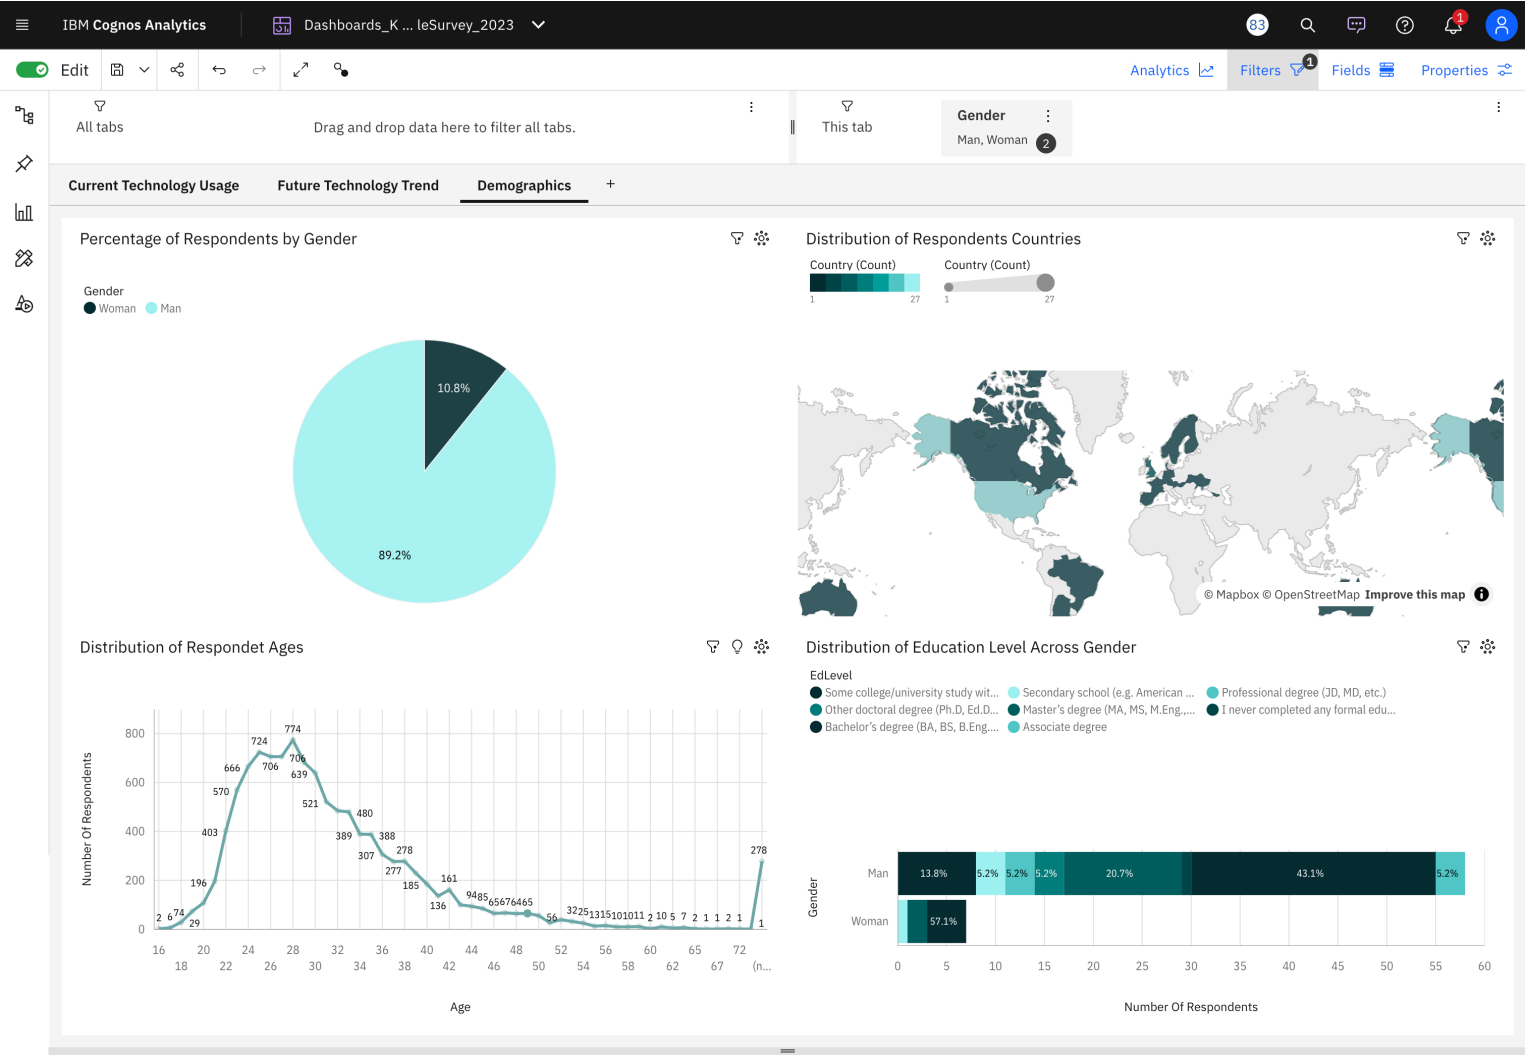 IBM Cognos Analytics
Dashboards_K ... leSurvey_2023
83
1
Edit
Analytics
Filters
1
Fields
Properties
All tabs
Drag and drop data here to filter all tabs.
This tab
Gender
Man, Woman
2
Current Technology Usage
Future Technology Trend
Demographics
+
Percentage of Respondents by Gender
Gender
Woman
Man
10.8%
89.2%
Distribution of Respondents Countries
Country (Count)
1
27
Country (Count)
1
27
© Mapbox © OpenStreetMap Improve this map
Distribution of Respondet Ages
Number Of Respondents
800
600
400
200
0
2
6
74
29
196
403
570
666
724
706
774
706
639
521
480
389
307
388
277
278
185
136
161
94
85
65
67
64
65
56
32
25
13
15
10
10
11
2
10
5
7
2
1
1
2
1
278
1
16
18
20
22
24
26
28
30
32
34
36
38
40
42
44
46
48
50
52
54
56
58
60
62
64
67
72
(n...
Age
Distribution of Education Level Across Gender
EdLevel
Some college/university study wit...
Secondary school (e.g. American ...
Professional degree (JD, MD, etc.)
Other doctoral degree (Ph.D, Ed.D...
Master's degree (MA, MS, M.Eng.,...
I never completed any formal edu...
Bachelor's degree (BA, BS, B.Eng....
Associate degree
Gender
Man
13.8%
5.2%
5.2%
5.2%
20.7%
43.1%
5.2%
Woman
57.1%
0
5
10
15
20
25
30
35
40
45
50
55
60
Number Of Respondents